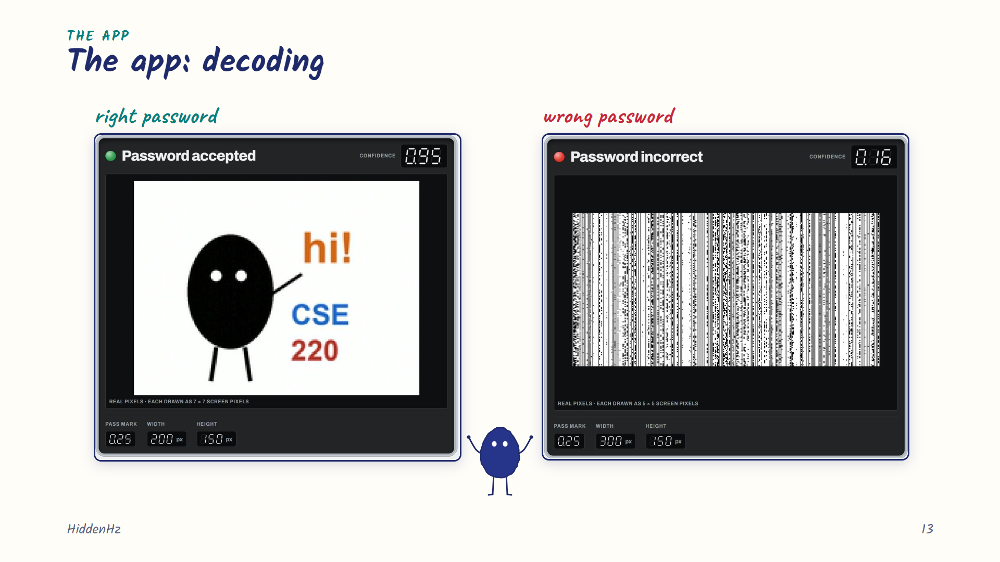 THE APP
The app: decoding
right password
Password accepted
CONFIDENCE 0.95
hi!
CSE
220
REAL PIXELS · EACH DRAWN AS 7 × 7 SCREEN PIXELS
PASS MARK WIDTH HEIGHT
0.25 200 px 150 px
wrong password
Password incorrect
CONFIDENCE 0.16
REAL PIXELS · EACH DRAWN AS 5 × 5 SCREEN PIXELS
PASS MARK WIDTH HEIGHT
0.25 300 px 150 px
HiddenHz
13